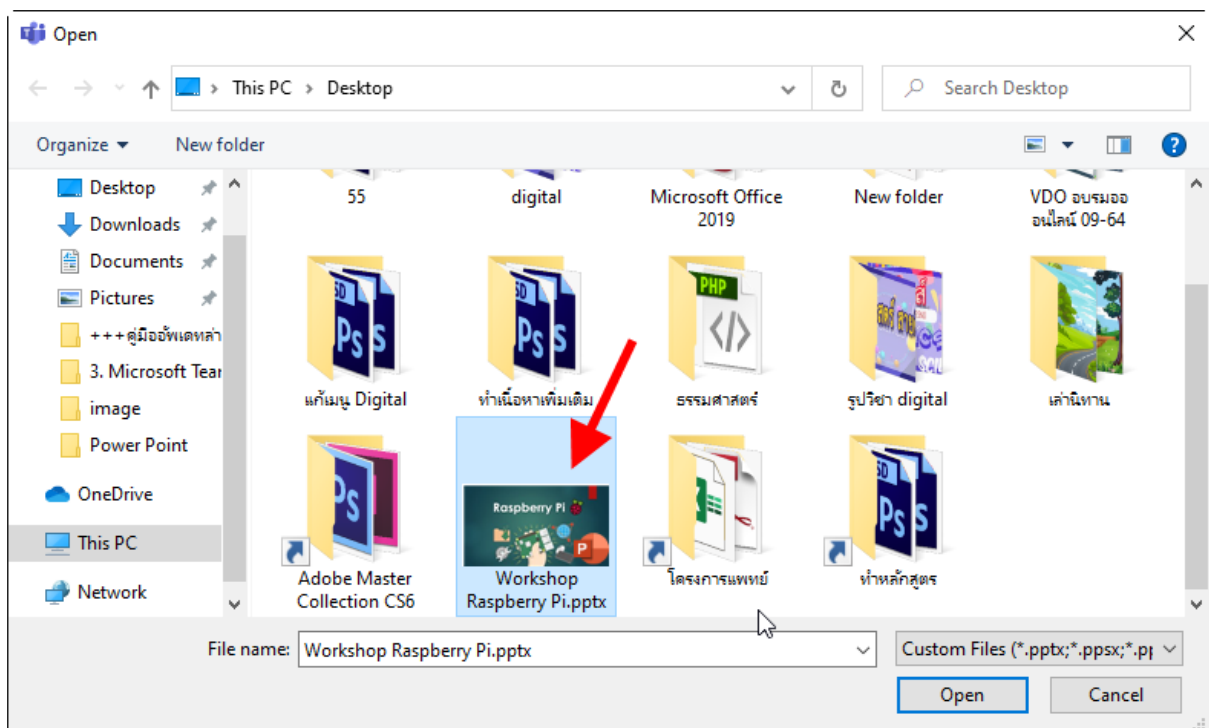 Open
This PC > Desktop
Search Desktop
Organize
New folder
Desktop
Downloads
Documents
Pictures
+++คู่มืออัพเดทล่า
3. Microsoft Tear
image
Power Point
OneDrive
This PC
Network
55
digital
Microsoft Office
2019
New folder
VDO อบรมออ
อนไลน์ 09-64
แก้เมนู Digital
ทำเนื้อหาเพิ่มเติม
ธรรมศาสตร์
รูปวิชา digital
เล่านิทาน
Adobe Master
Collection CS6
Raspberry Pi
Workshop
Raspberry Pi.pptx
โครงการแพทย์
ทำหลักสูตร
File name:
Workshop Raspberry Pi.pptx
Custom Files (*.pptx;*.ppsx;*.pp
Open
Cancel